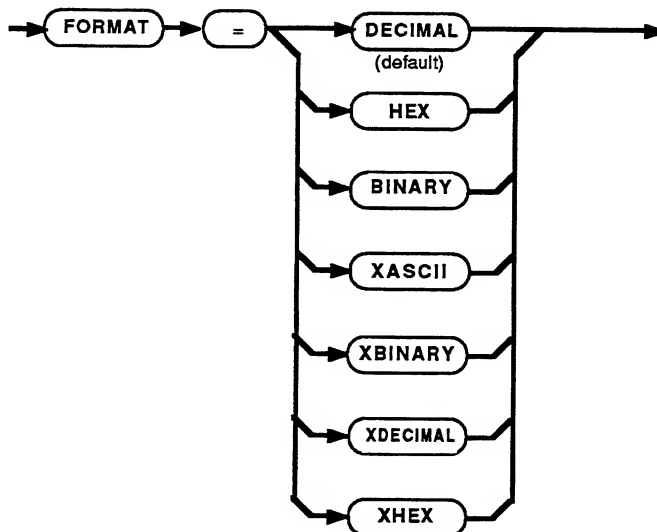 FORMAT = DECIMAL
(default)
HEX
BINARY
XASCII
XBINARY
XDECIMAL
XHEX